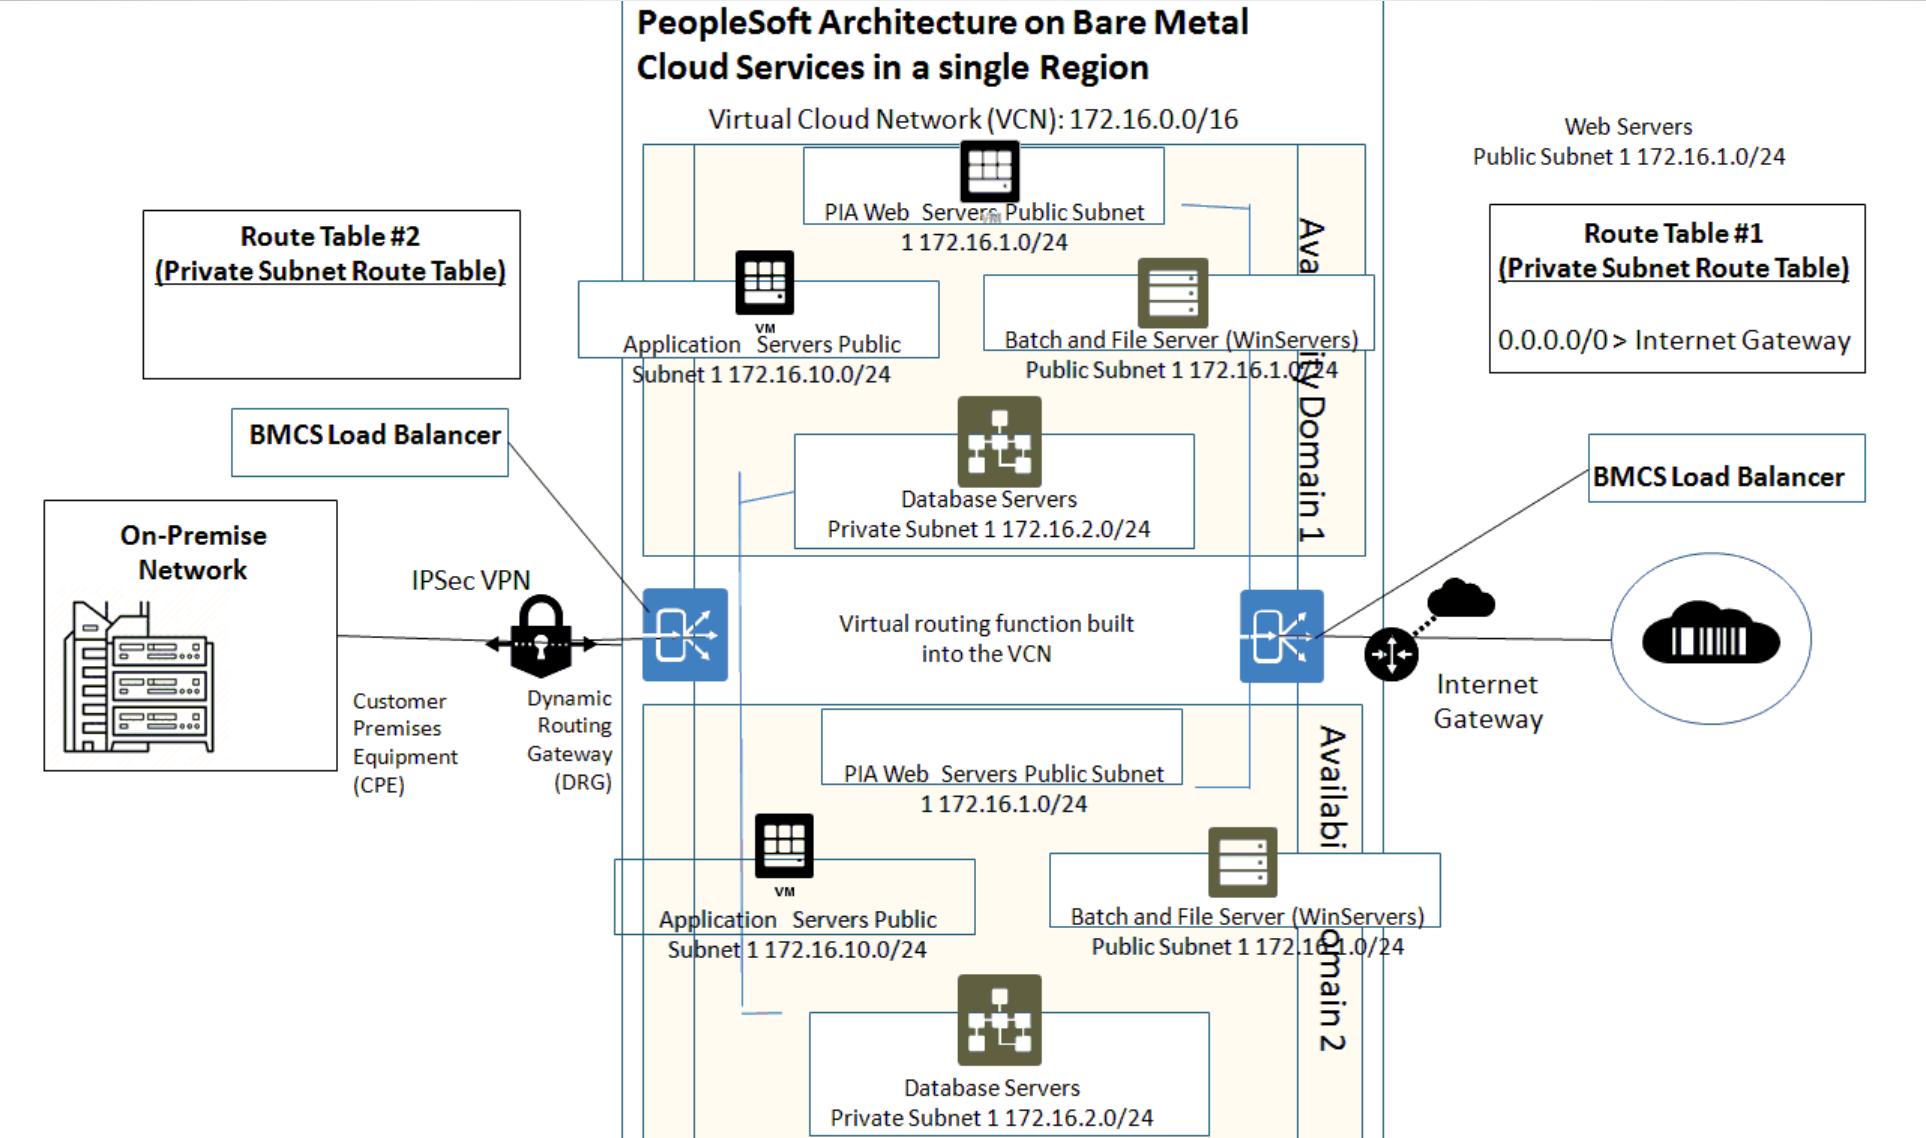 PeopleSoft Architecture on Bare Metal
Cloud Services in a single Region
Virtual Cloud Network (VCN): 172.16.0.0/16
Web Servers
Public Subnet 1 172.16.1.0/24
Route Table #2
(Private Subnet Route Table)
Route Table #1
(Private Subnet Route Table)
0.0.0.0/0 > Internet Gateway
PIA Web Servers Public Subnet
1 172.16.1.0/24
VM
VM
Application Servers Public
Subnet 1 172.16.10.0/24
Batch and File Server (WinServers)
Public Subnet 1 172.16.1.0/24
Domain 1
BMCS Load Balancer
BMCS Load Balancer
Database Servers
Private Subnet 1 172.16.2.0/24
On-Premise
Network
IPSec VPN
Customer
Premises
Equipment
(CPE)
Dynamic
Routing
Gateway
(DRG)
Virtual routing function built
into the VCN
Internet
Gateway
PIA Web Servers Public Subnet
1 172.16.1.0/24
VM
Application Servers Public
Subnet 1 172.16.10.0/24
Batch and File Server (WinServers)
Public Subnet 1 172.16.1.0/24
Availabi
omain 2
Database Servers
Private Subnet 1 172.16.2.0/24